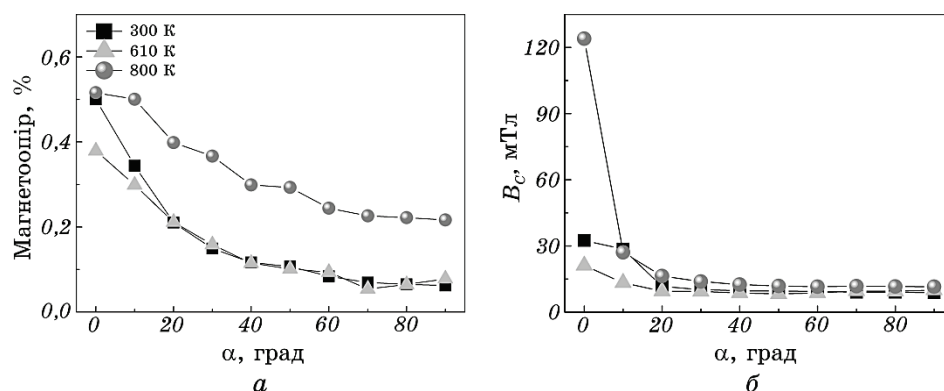 300 К
610 К
800 К
Магнетоопір, %
0,6
0,4
0,2
0,0
0 20 40 60 80
α, град
а
B_C, мТл
120
90
60
30
0
0 20 40 60 80
α, град
б